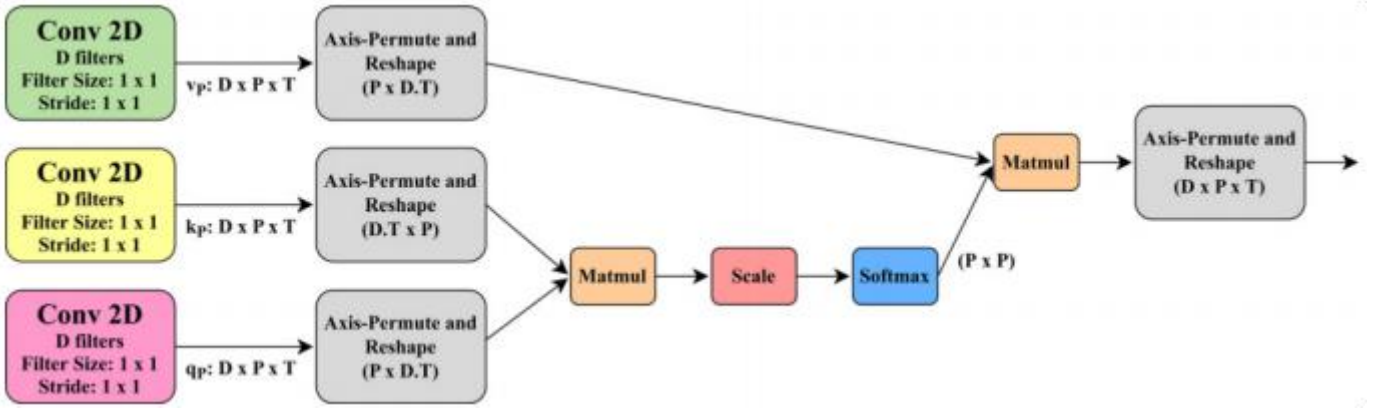 Conv 2D
D filters
Filter Size: 1 x 1
Stride: 1 x 1
vP: D x P x T
Axis-Permute and
Reshape
(P x D.T)
Conv 2D
D filters
Filter Size: 1 x 1
Stride: 1 x 1
kP: D x P x T
Axis-Permute and
Reshape
(D.T x P)
Conv 2D
D filters
Filter Size: 1 x 1
Stride: 1 x 1
qP: D x P x T
Axis-Permute and
Reshape
(P x D.T)
Matmul
Scale
Softmax
(P x P)
Matmul
Axis-Permute and
Reshape
(D x P x T)